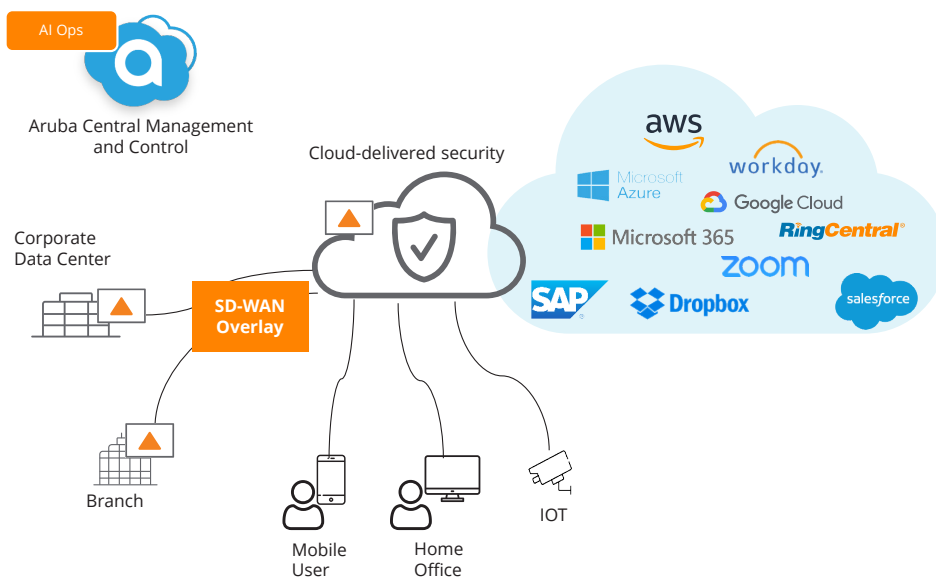 AI Ops
a
Aruba Central Management
and Control
Cloud-delivered security
aws
workday.
Microsoft
Azure
Google Cloud
Microsoft 365
RingCentral®
zoom
SAP
Dropbox
salesforce
Corporate
Data Center
SD-WAN
Overlay
Branch
Mobile
User
Home
Office
IOT